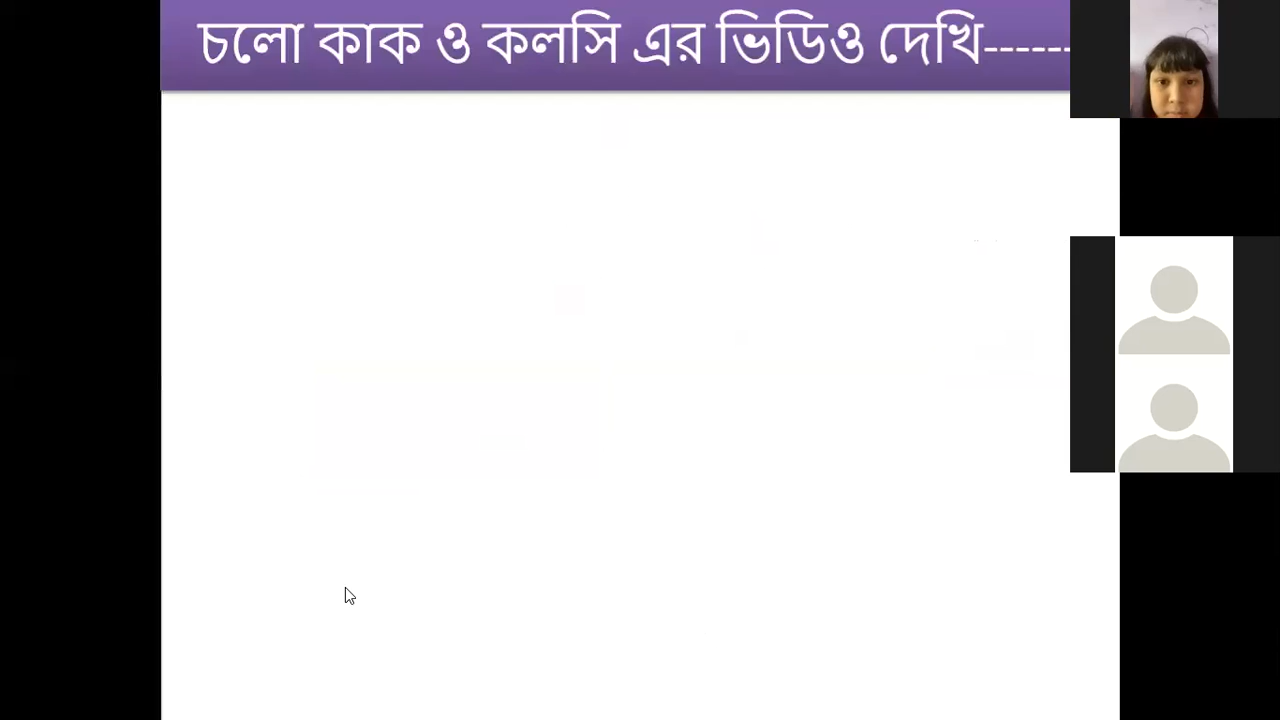 চলো কাক ও কলসি এর ভিডিও দেখি------